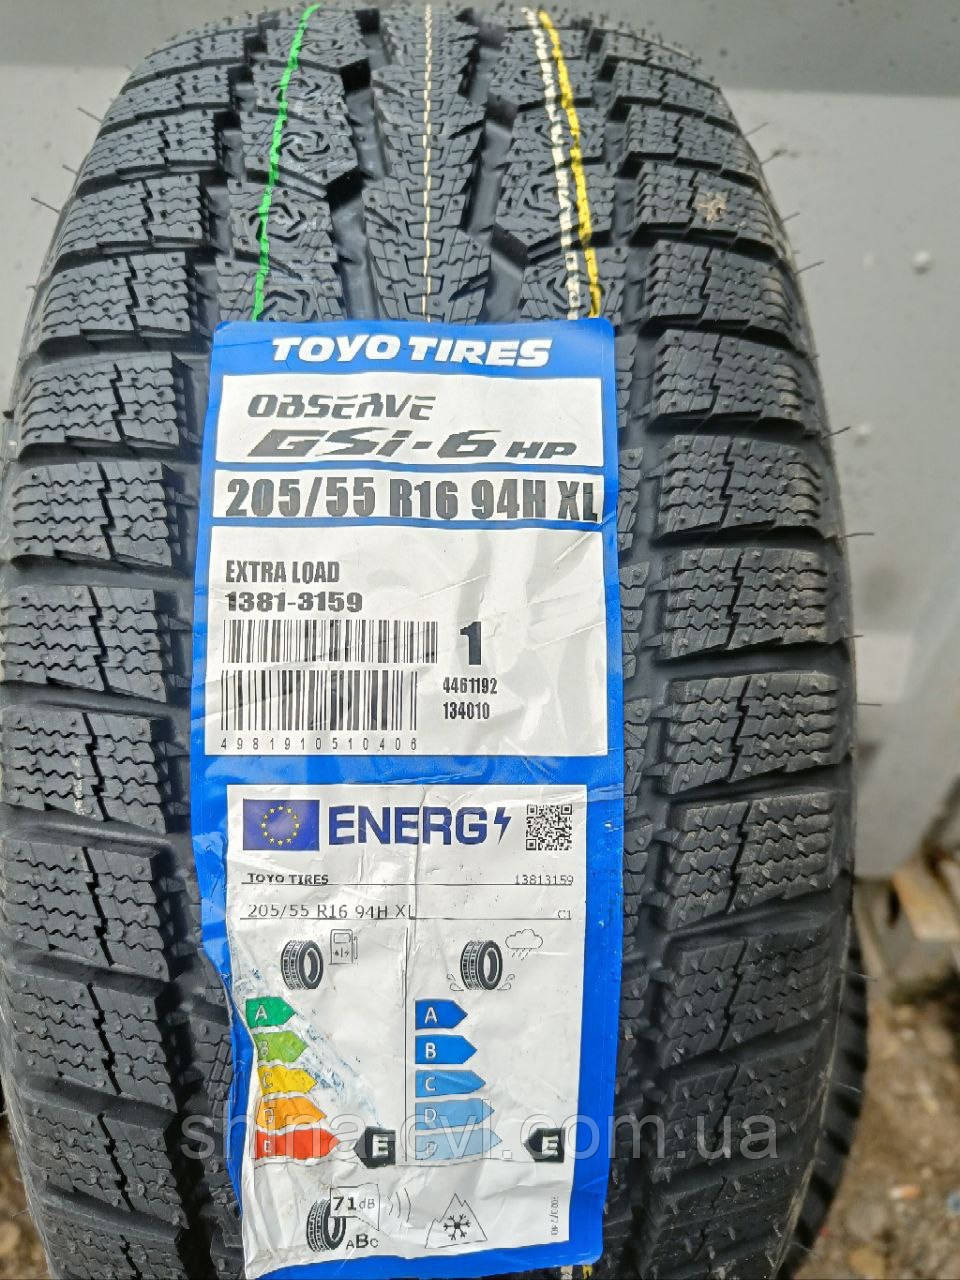 TOYO TIRES
OBSERVE
GSi-6 HP
205/55 R16 94H XL
EXTRA LOAD
1381-3159
1
4461192
134010
4981910510406
ENERG
TOYO TIRES 13813159
205/55 R16 94H XL C1
A A
B B
C C
D D
E E E
71dB
ABC
shina.cvl.com.ua